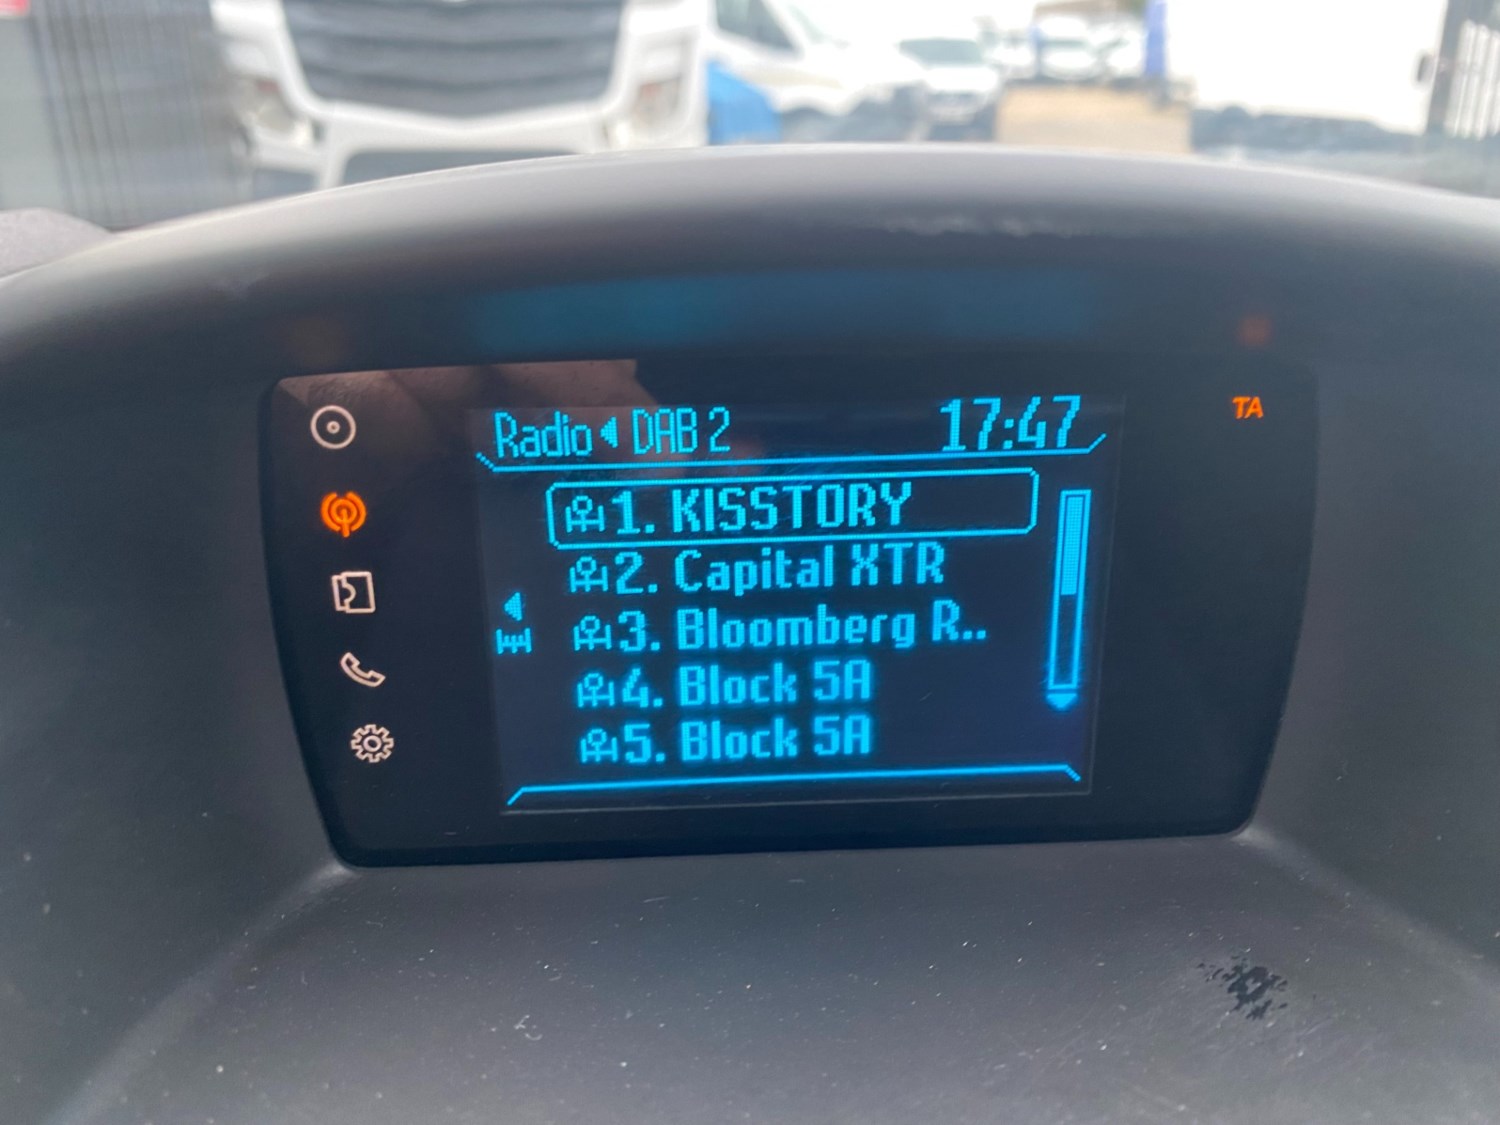 Radio DAB 2 17:47
TA
1. KISSTORY
2. Capital XTR
3. Bloomberg R..
4. Block 5A
5. Block 5A